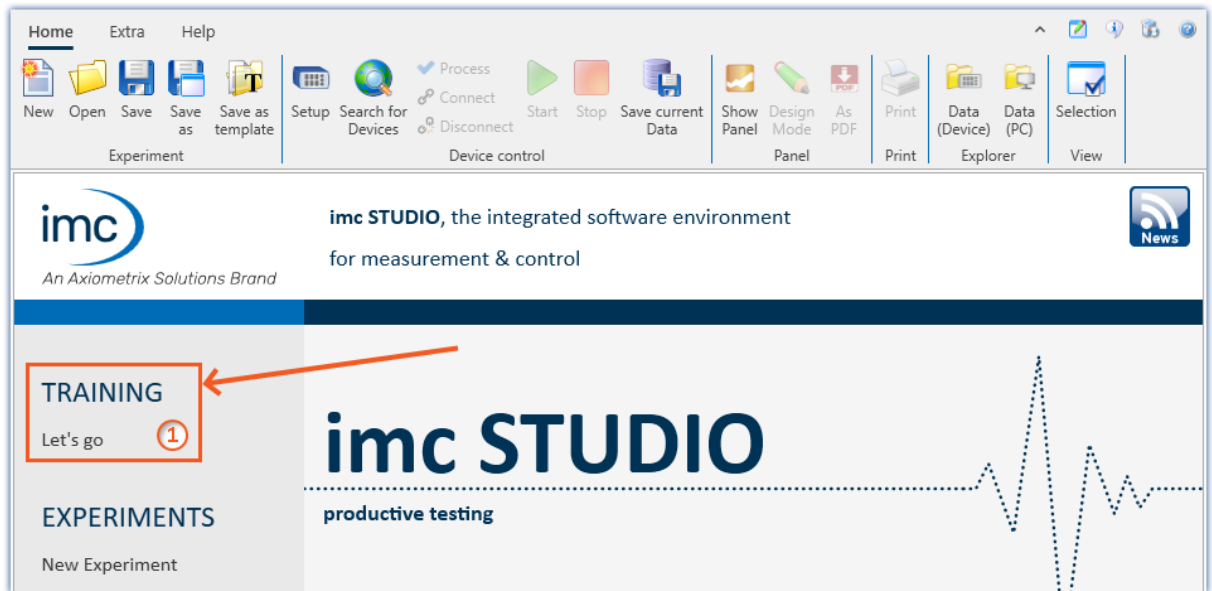 Home Extra Help
New Open Save Save as Save as template
Experiment
Setup Search for Devices Process Connect Disconnect Start Stop Save current Data
Device control
Show Panel Design Mode As PDF
Panel
Print
Print
Data (Device) Data (PC)
Explorer
Selection
View
imc
An Axiometrix Solutions Brand
imc STUDIO, the integrated software environment
for measurement & control
News
TRAINING
Let's go 1
EXPERIMENTS
New Experiment
imc STUDIO
productive testing